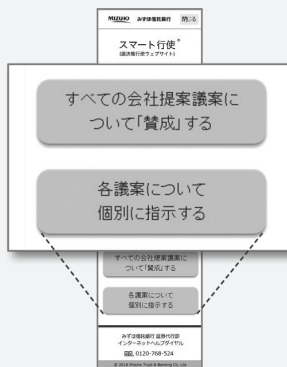 MIZUHO みずほ信託銀行 閉じる
スマート行使®
(議決権行使ウェブサイト)
すべての会社提案議案に
ついて「賛成」する
各議案について
個別に指示する
すべての会社提案議案に
ついて「賛成」する
各議案について
個別に指示する
みずほ信託銀行 証券代行部
インターネットヘルプダイヤル
0120-768-524
© 2018 Mizuho Trust & Banking Co., Ltd.